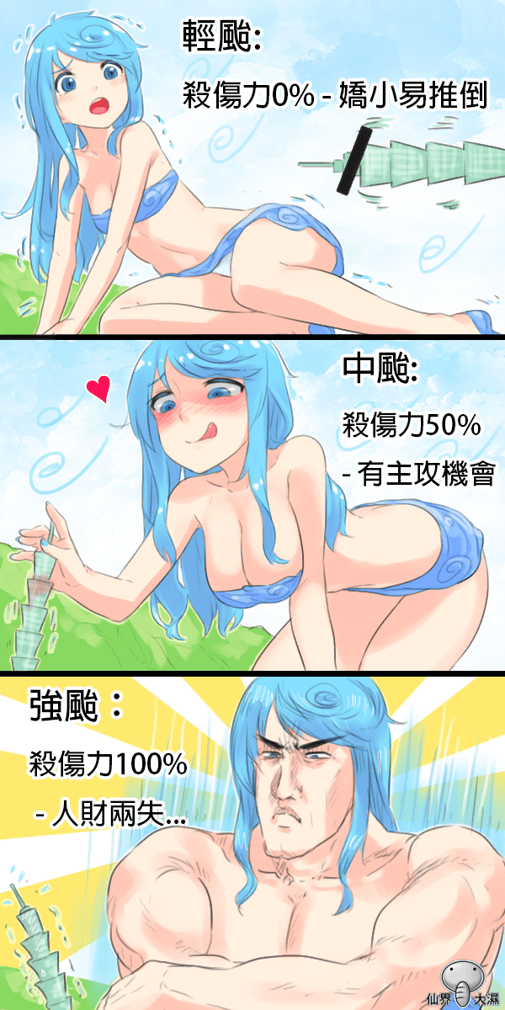 輕颱:
殺傷力0% - 嬌小易推倒
中颱:
殺傷力50%
- 有主攻機會
強颱：
殺傷力100%
- 人財兩失...
仙界 大濕